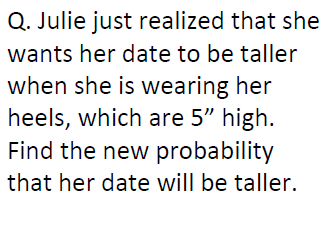 Q. Julie just realized that she
wants her date to be taller
when she is wearing her
heels, which are 5” high.
Find the new probability
that her date will be taller.